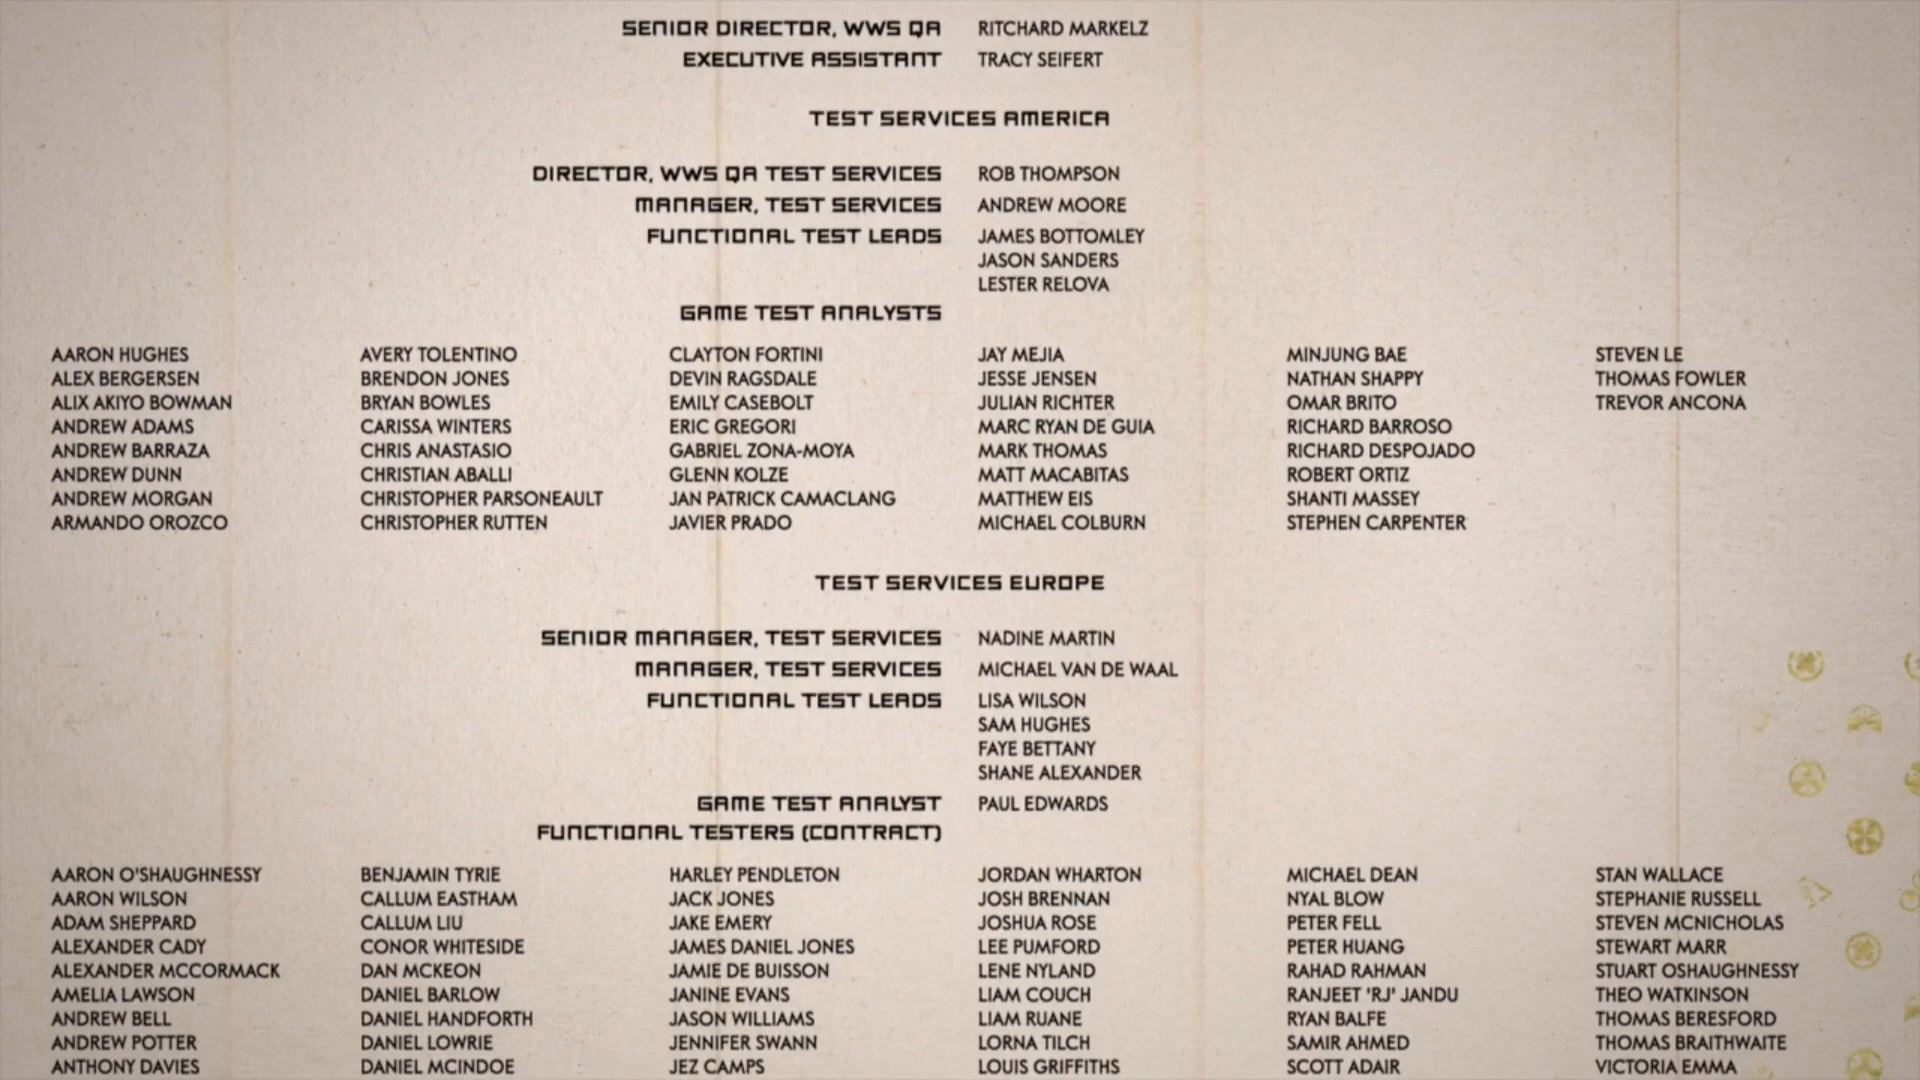 SENIOR DIRECTOR, WWS QA RITCHARD MARKELZ
EXECUTIVE ASSISTANT TRACY SEIFERT
TEST SERVICES AMERICA
DIRECTOR, WWS QA TEST SERVICES ROB THOMPSON
MANAGER, TEST SERVICES ANDREW MOORE
FUNCTIONAL TEST LEADS JAMES BOTTOMLEY
JASON SANDERS
LESTER RELOVA
GAME TEST ANALYSTS
AARON HUGHES AVERY TOLENTINO CLAYTON FORTINI JAY MEJIA MINJUNG BAE STEVEN LE
ALEX BERGERSEN BRENDON JONES DEVIN RAGSDALE JESSE JENSEN NATHAN SHAPPY THOMAS FOWLER
ALIX AKIYO BOWMAN BRYAN BOWLES EMILY CASEBOLT JULIAN RICHTER OMAR BRITO TREVOR ANCONA
ANDREW ADAMS CARISSA WINTERS ERIC GREGORI MARC RYAN DE GUIA RICHARD BARROSO
ANDREW BARRAZA CHRIS ANASTASIO GABRIEL ZONA-MOYA MARK THOMAS RICHARD DESPOJADO
ANDREW DUNN CHRISTIAN ABALLI GLENN KOLZE MATT MACABITAS ROBERT ORTIZ
ANDREW MORGAN CHRISTOPHER PARSONEAULT JAN PATRICK CAMACLANG MATTHEW EIS SHANTI MASSEY
ARMANDO OROZCO CHRISTOPHER RUTTEN JAVIER PRADO MICHAEL COLBURN STEPHEN CARPENTER
TEST SERVICES EUROPE
SENIOR MANAGER, TEST SERVICES NADINE MARTIN
MANAGER, TEST SERVICES MICHAEL VAN DE WAAL
FUNCTIONAL TEST LEADS LISA WILSON
SAM HUGHES
FAYE BETTANY
SHANE ALEXANDER
GAME TEST ANALYST PAUL EDWARDS
FUNCTIONAL TESTERS (CONTRACT)
AARON O'SHAUGHNESSY BENJAMIN TYRIE HARLEY PENDLETON JORDAN WHARTON MICHAEL DEAN STAN WALLACE
AARON WILSON CALLUM EASTHAM JACK JONES JOSH BRENNAN NYAL BLOW STEPHANIE RUSSELL
ADAM SHEPPARD CALLUM LIU JAKE EMERY JOSHUA ROSE PETER FELL STEVEN MCNICHOLAS
ALEXANDER CADY CONOR WHITESIDE JAMES DANIEL JONES LEE PUMFORD PETER HUANG STEWART MARR
ALEXANDER MCCORMACK DAN MCKEON JAMIE DE BUISSON LENE NYLAND RAHAD RAHMAN STUART OSHAUGHNESSY
AMELIA LAWSON DANIEL BARLOW JANINE EVANS LIAM COUCH RANJEET 'RJ' JANDU THEO WATKINSON
ANDREW BELL DANIEL HANDFORTH JASON WILLIAMS LIAM RUANE RYAN BALFE THOMAS BERESFORD
ANDREW POTTER DANIEL LOWRIE JENNIFER SWANN LORNA TILCH SAMIR AHMED THOMAS BRAITHWAITE
ANTHONY DAVIES DANIEL MCINDOE JEZ CAMPS LOUIS GRIFFITHS SCOTT ADAIR VICTORIA EMMA